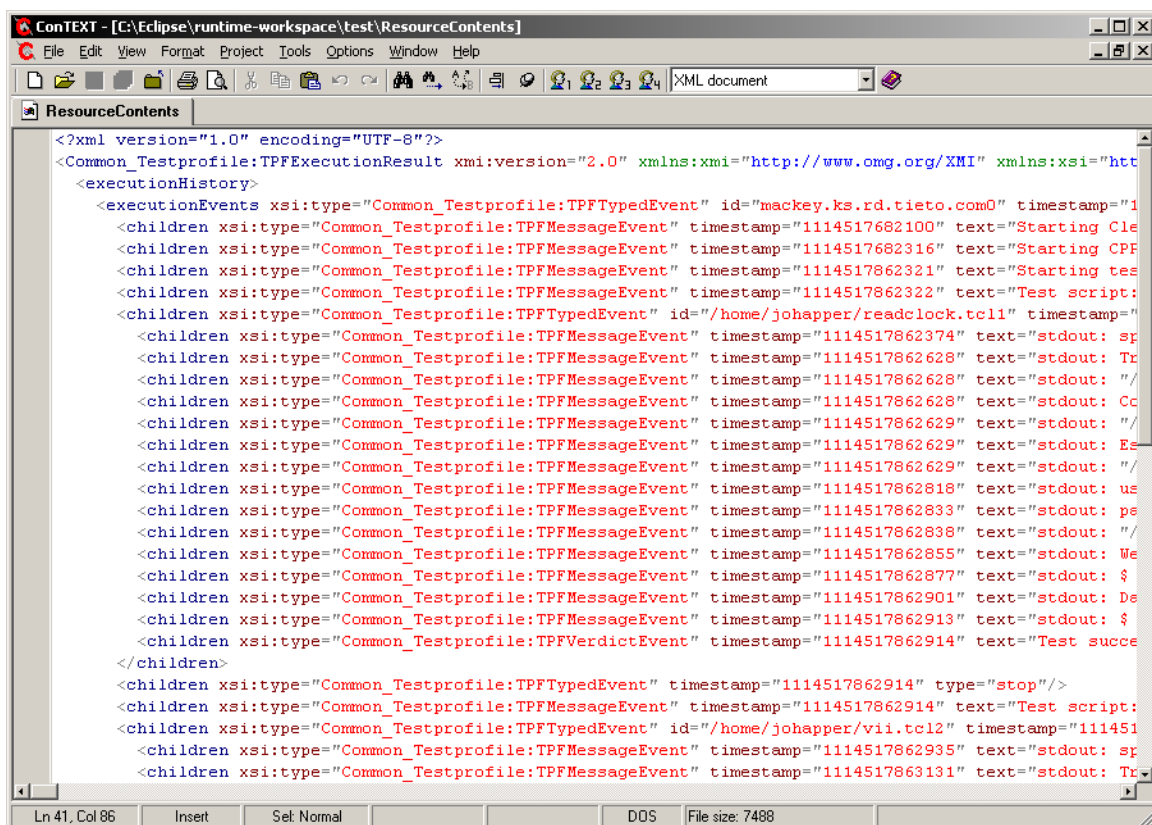 ConTEXT - [C:\Eclipse\runtime-workspace\test\ResourceContents]
File Edit View Format Project Tools Options Window Help
XML document
ResourceContents
<?xml version="1.0" encoding="UTF-8"?>
<Common_Testprofile:TPFExecutionResult xmi:version="2.0" xmlns:xmi="http://www.omg.org/XMI" xmlns:xsi="htt
<executionHistory>
<executionEvents xsi:type="Common_Testprofile:TPFTypedEvent" id="mackey.ks.rd.tieto.com0" timestamp="1
<children xsi:type="Common_Testprofile:TPFMessageEvent" timestamp="1114517682100" text="Starting Cle
<children xsi:type="Common_Testprofile:TPFMessageEvent" timestamp="1114517682316" text="Starting CPP
<children xsi:type="Common_Testprofile:TPFMessageEvent" timestamp="1114517862321" text="Starting tes
<children xsi:type="Common_Testprofile:TPFMessageEvent" timestamp="1114517862322" text="Test script:
<children xsi:type="Common_Testprofile:TPFTypedEvent" id="/home/johapper/readclock.tcl1" timestamp="
<children xsi:type="Common_Testprofile:TPFMessageEvent" timestamp="1114517862374" text="stdout: sp
<children xsi:type="Common_Testprofile:TPFMessageEvent" timestamp="1114517862628" text="stdout: Tr
<children xsi:type="Common_Testprofile:TPFMessageEvent" timestamp="1114517862628" text="stdout: "/
<children xsi:type="Common_Testprofile:TPFMessageEvent" timestamp="1114517862628" text="stdout: Co
<children xsi:type="Common_Testprofile:TPFMessageEvent" timestamp="1114517862629" text="stdout: "/
<children xsi:type="Common_Testprofile:TPFMessageEvent" timestamp="1114517862629" text="stdout: Es
<children xsi:type="Common_Testprofile:TPFMessageEvent" timestamp="1114517862629" text="stdout: "/
<children xsi:type="Common_Testprofile:TPFMessageEvent" timestamp="1114517862818" text="stdout: us
<children xsi:type="Common_Testprofile:TPFMessageEvent" timestamp="1114517862833" text="stdout: pa
<children xsi:type="Common_Testprofile:TPFMessageEvent" timestamp="1114517862838" text="stdout: "/
<children xsi:type="Common_Testprofile:TPFMessageEvent" timestamp="1114517862855" text="stdout: We
<children xsi:type="Common_Testprofile:TPFMessageEvent" timestamp="1114517862877" text="stdout: $
<children xsi:type="Common_Testprofile:TPFMessageEvent" timestamp="1114517862901" text="stdout: Da
<children xsi:type="Common_Testprofile:TPFMessageEvent" timestamp="1114517862913" text="stdout: $
<children xsi:type="Common_Testprofile:TPFVerdictEvent" timestamp="1114517862914" text="Test succe
</children>
<children xsi:type="Common_Testprofile:TPFTypedEvent" timestamp="1114517862914" type="stop"/>
<children xsi:type="Common_Testprofile:TPFMessageEvent" timestamp="1114517862914" text="Test script:
<children xsi:type="Common_Testprofile:TPFTypedEvent" id="/home/johapper/vii.tcl2" timestamp="111451
<children xsi:type="Common_Testprofile:TPFMessageEvent" timestamp="1114517862935" text="stdout: sp
<children xsi:type="Common_Testprofile:TPFMessageEvent" timestamp="1114517863131" text="stdout: Tr
Ln 41, Col 86 Insert Sel: Normal DOS File size: 7488